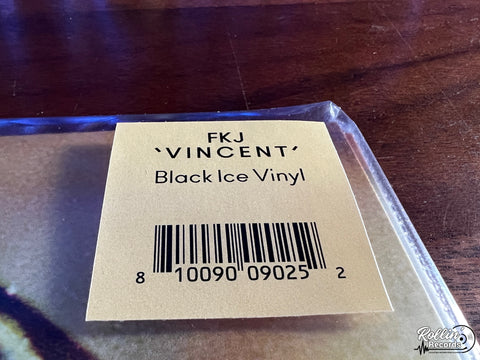 FKJ
‵VINCENT′
Black Ice Vinyl
8 10090 09025 2
Rollin
Records